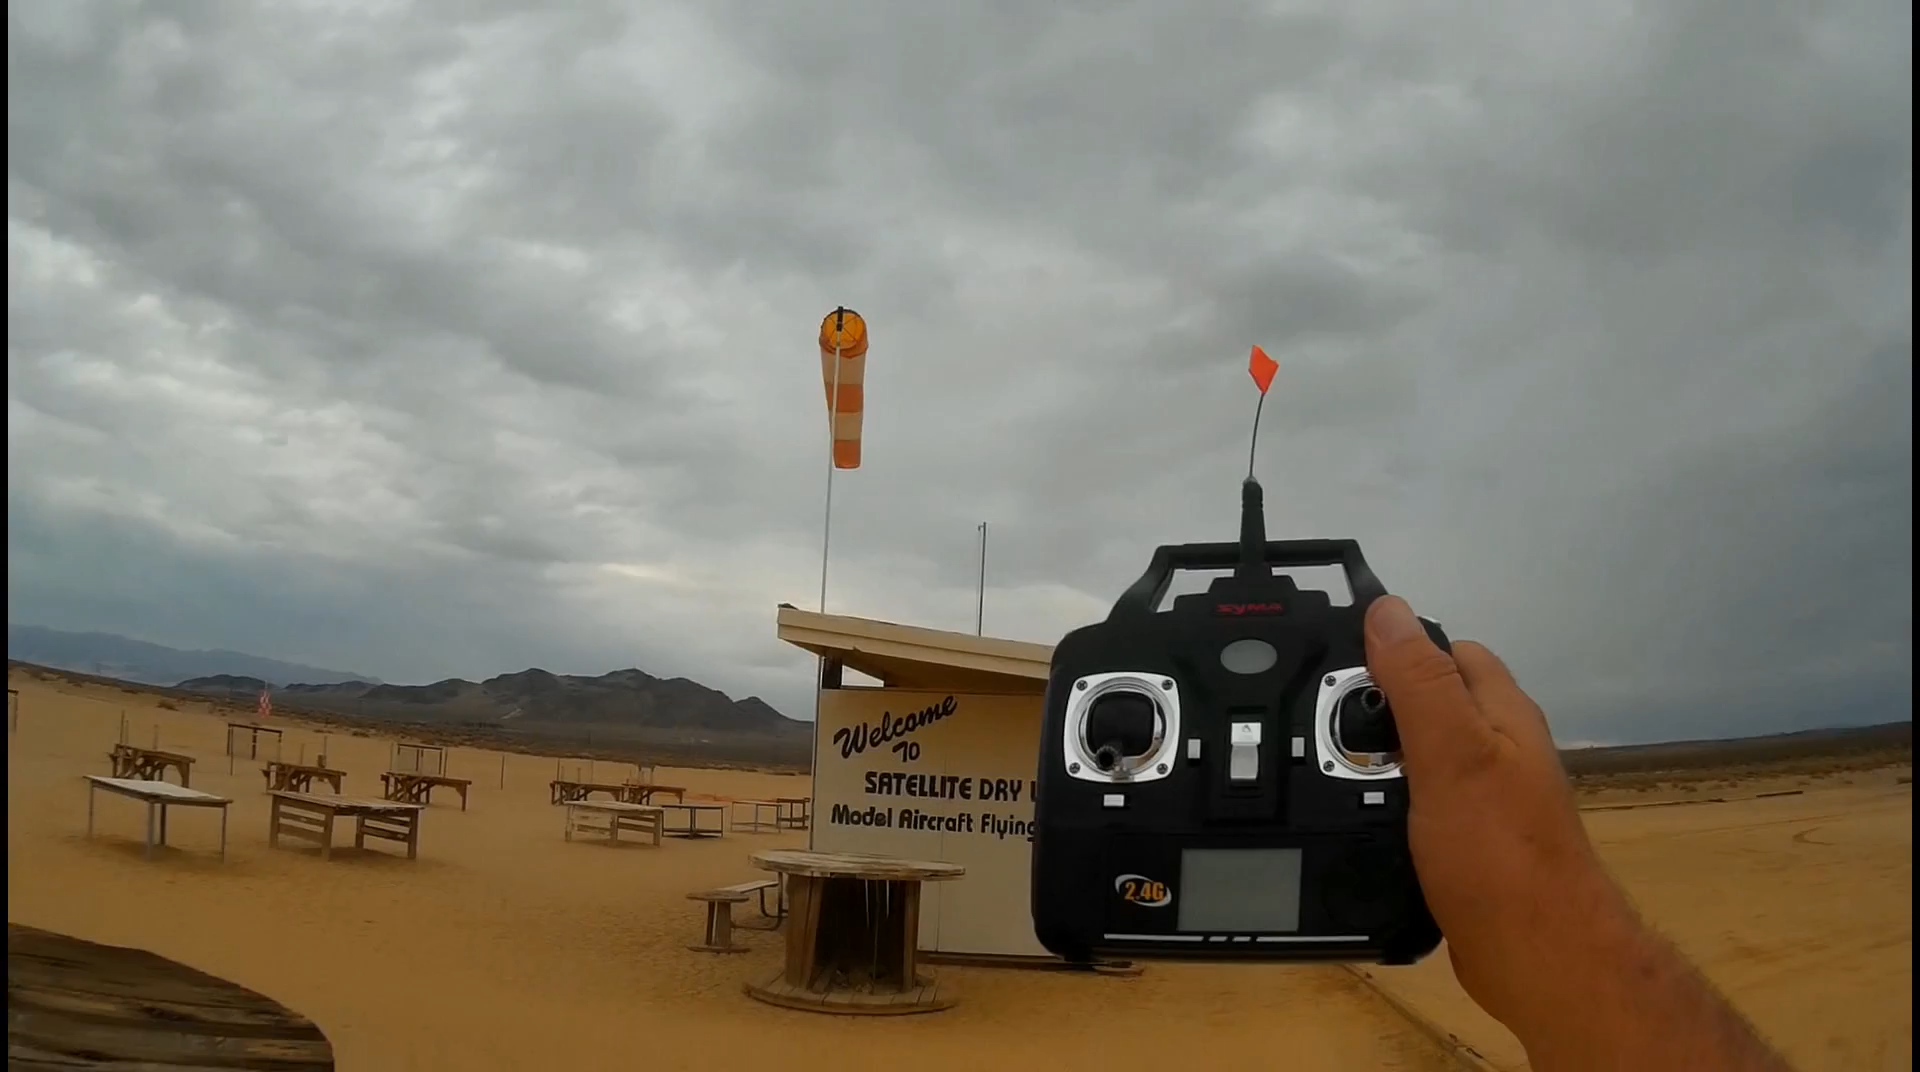 Welcome
TO
SATELLITE DRY
Model Aircraft Flying
SYMA
2.4G